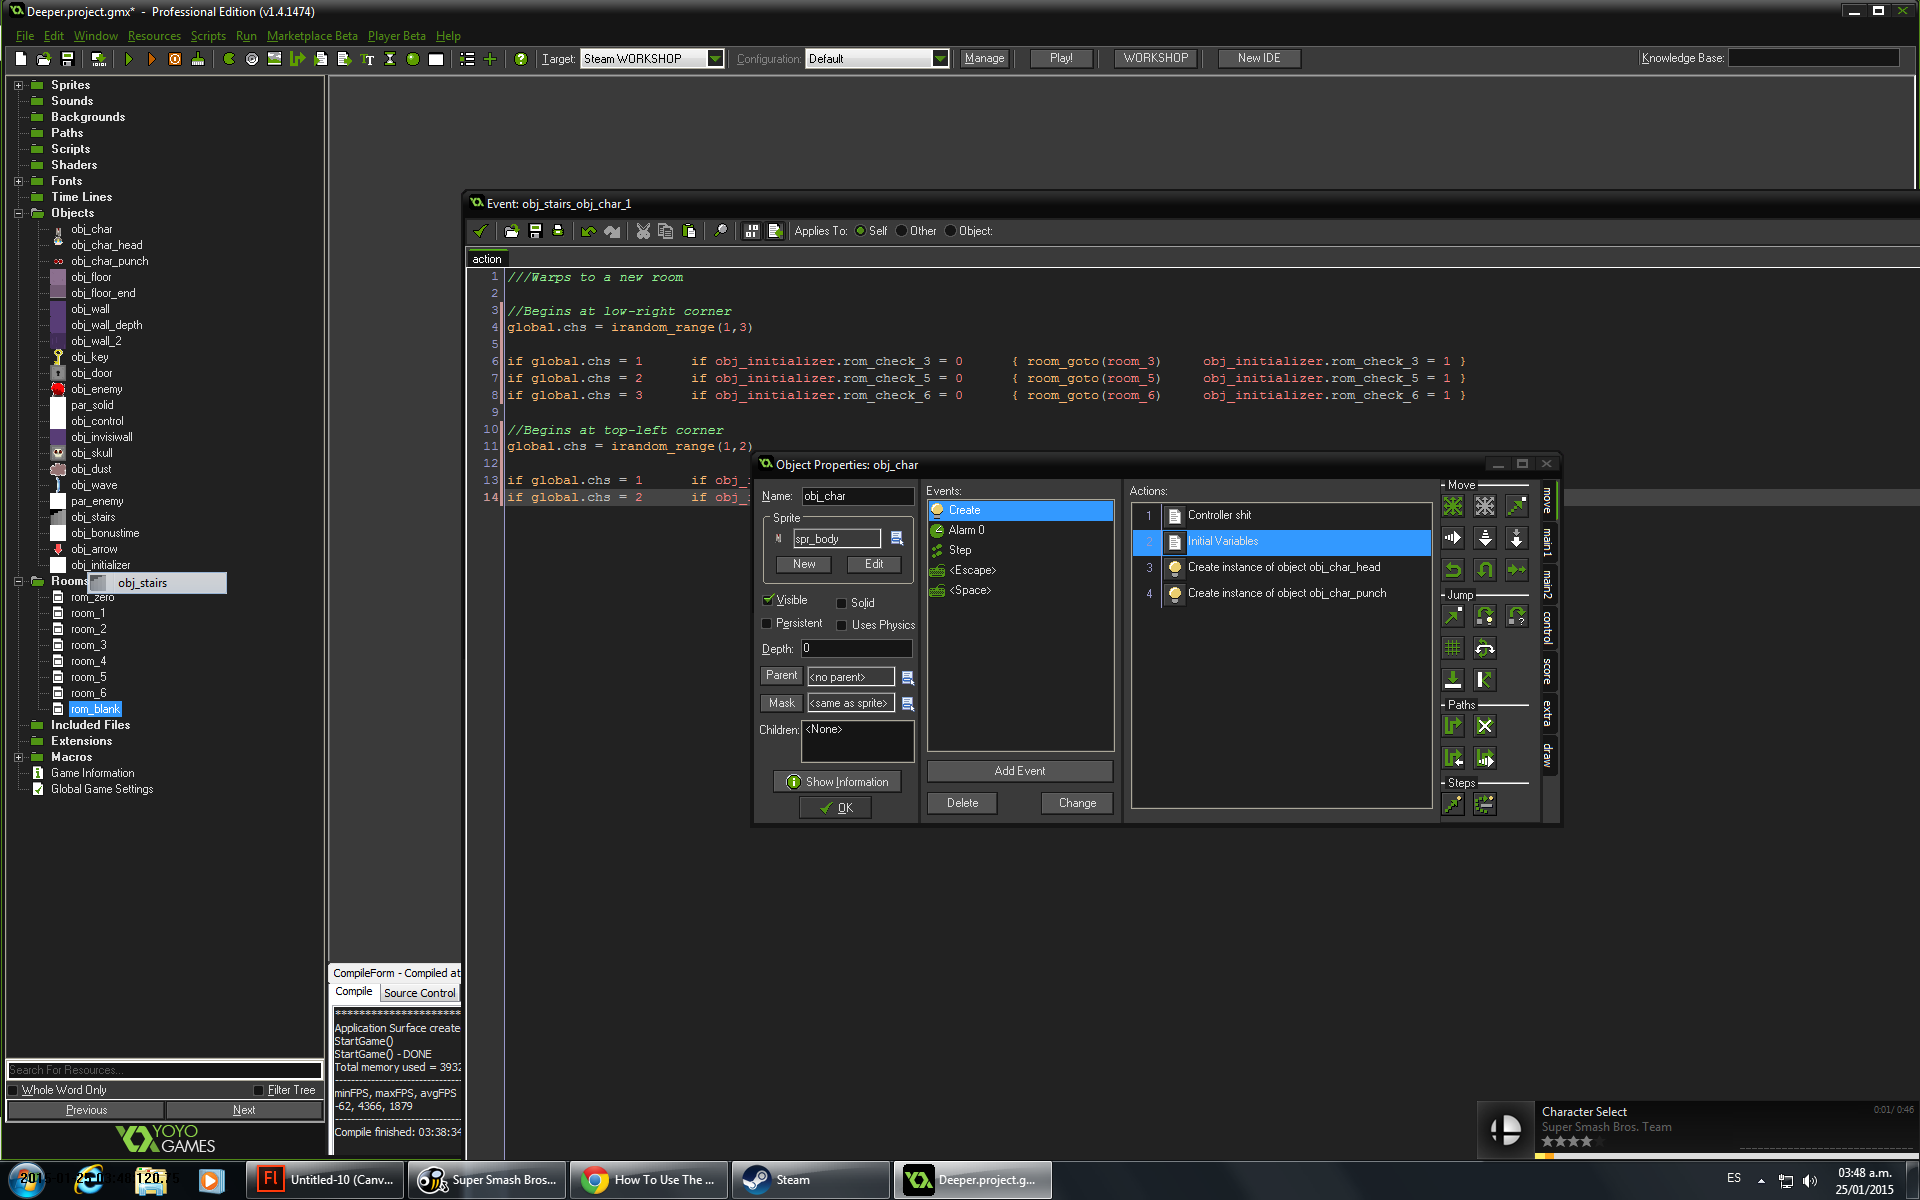 Deeper.project.gmx*  -  Professional Edition (v1.4.1474)
File Edit Window Resources Scripts Run Marketplace Beta Player Beta Help
Target: Steam WORKSHOP Configuration: Default Manage Play! WORKSHOP New IDE Knowledge Base:
Sprites
Sounds
Backgrounds
Paths
Scripts
Shaders
Fonts
Time Lines
Objects
obj_char
obj_char_head
obj_char_punch
obj_floor
obj_floor_end
obj_wall
obj_wall_depth
obj_wall_2
obj_key
obj_door
obj_enemy
par_solid
obj_control
obj_invisiwall
obj_skull
obj_dust
obj_wave
par_enemy
obj_stairs
obj_bonustime
obj_arrow
obj_initializer
Rooms
obj_stairs
rom_zero
room_1
room_2
room_3
room_4
room_5
room_6
rom_blank
Included Files
Extensions
Macros
Game Information
Global Game Settings
Search For Resources...
Whole Word Only Filter Tree
Previous Next
YOYO GAMES
Event: obj_stairs_obj_char_1
Applies To: Self Other Object:
action
1 ///Warps to a new room
2
3 //Begins at low-right corner
4 global.chs = irandom_range(1,3)
5
6 if global.chs = 1 if obj_initializer.rom_check_3 = 0 { room_goto(room_3) obj_initializer.rom_check_3 = 1 }
7 if global.chs = 2 if obj_initializer.rom_check_5 = 0 { room_goto(room_5) obj_initializer.rom_check_5 = 1 }
8 if global.chs = 3 if obj_initializer.rom_check_6 = 0 { room_goto(room_6) obj_initializer.rom_check_6 = 1 }
9
10 //Begins at top-left corner
11 global.chs = irandom_range(1,2)
12
13 if global.chs = 1 if obj_
14 if global.chs = 2 if obj_
Object Properties: obj_char
Name: obj_char
Sprite
spr_body
New Edit
Visible Solid
Persistent Uses Physics
Depth: 0
Parent <no parent>
Mask <same as sprite>
Children: <None>
Show Information
OK
Events:
Create
Alarm 0
Step
<Escape>
<Space>
Add Event
Delete Change
Actions:
1 Controller shit
2 Initial Variables
3 Create instance of object obj_char_head
4 Create instance of object obj_char_punch
Move
Jump
Paths
Steps
move
main1
main2
control
score
extra
draw
CompileForm - Compiled at
Compile Source Control
***********************
Application Surface create
StartGame()
StartGame() - DONE
Total memory used = 3932
minFPS, maxFPS, avgFPS
-62, 4366, 1879
Compile finished: 03:38:34
Character Select 0:01/ 0:46
Super Smash Bros. Team
Untitled-10 (Canv...
Super Smash Bros...
How To Use The ...
Steam
Deeper.project.g...
ES
03:48 a.m.
25/01/2015